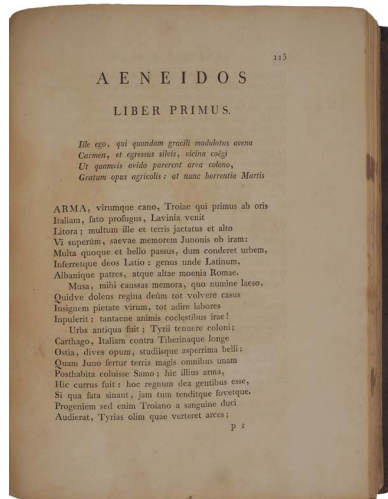 115
AENEIDOS
LIBER PRIMUS.
Ille ego, qui quondam gracili modulatus avena
Carmen, et egressus silvis, vicina coëgi
Ut quamvis avido parerent arva colono,
Gratum opus agricolis: at nunc horrentia Martis
ARMA, virumque cano, Troiae qui primus ab oris
Italiam, fato profugus, Lavinia venit
Litora; multum ille et terris jactatus et alto
Vi superûm, saevae memorem Junonis ob iram:
Multa quoque et bello passus, dum conderet urbem,
Inferretque deos Latio: genus unde Latinum,
Albanique patres, atque altae moenia Romae.
Musa, mihi caussas memora, quo numine laeso,
Quidve dolens regina deûm tot volvere casus
Insignem pietate virum, tot adire labores
Inpulerit: tantaene animis coelestibus irae!
Urbs antiqua fuit; Tyrii tenuere coloni;
Carthago, Italiam contra Tiberinaque longe
Ostia, dives opum, studiisque asperrima belli:
Quam Juno fertur terris magis omnibus unam
Posthabita coluisse Samo; hic illius arma,
Hic currus fuit: hoc regnum dea gentibus esse,
Si qua fata sinant, jam tum tenditque fovetque.
Progeniem sed enim Troiano a sanguine duci
Audierat, Tyrias olim quae verteret arces;
P 2